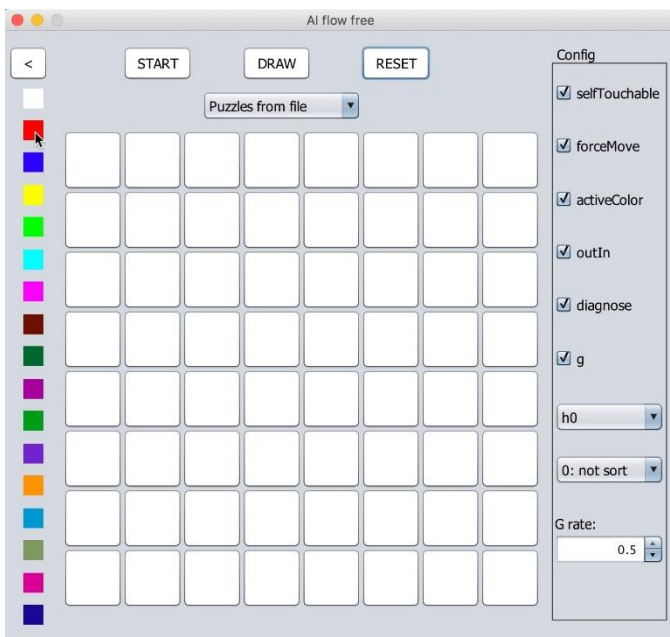 AI flow free
<
START
DRAW
RESET
Puzzles from file
Config
selfTouchable
forceMove
activeColor
outIn
diagnose
g
h0
0: not sort
G rate:
0.5